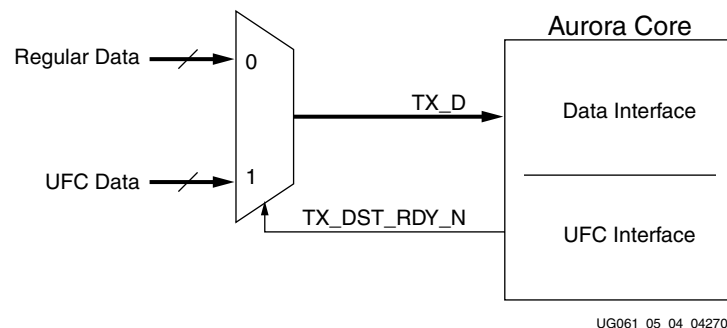 Aurora Core
Regular Data
0
TX_D
Data Interface
UFC Data
1
TX_DST_RDY_N
UFC Interface
UG061_05_04_04270